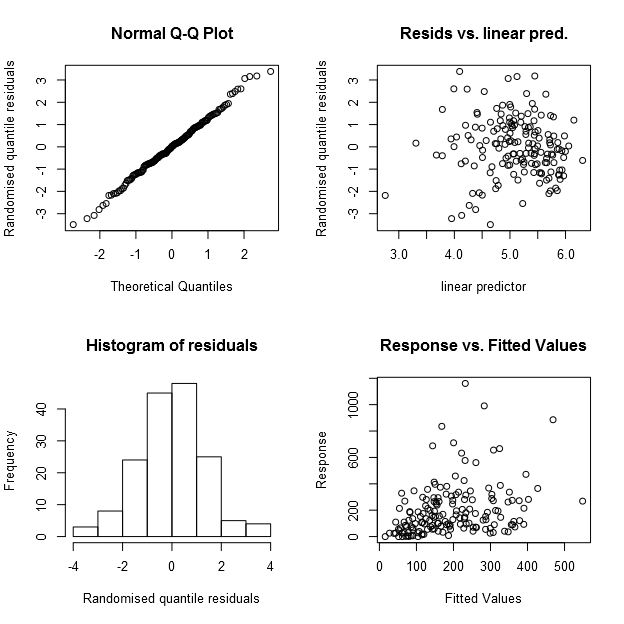 Normal Q-Q Plot
Randomised quantile residuals
3
2
1
0
-1
-2
-3
-2 -1 0 1 2
Theoretical Quantiles
Resids vs. linear pred.
Randomised quantile residuals
3
2
1
0
-1
-2
-3
3.0 4.0 5.0 6.0
linear predictor
Histogram of residuals
Frequency
40
30
20
10
0
-4 -2 0 2 4
Randomised quantile residuals
Response vs. Fitted Values
Response
1000
600
200
0
0 100 200 300 400 500
Fitted Values